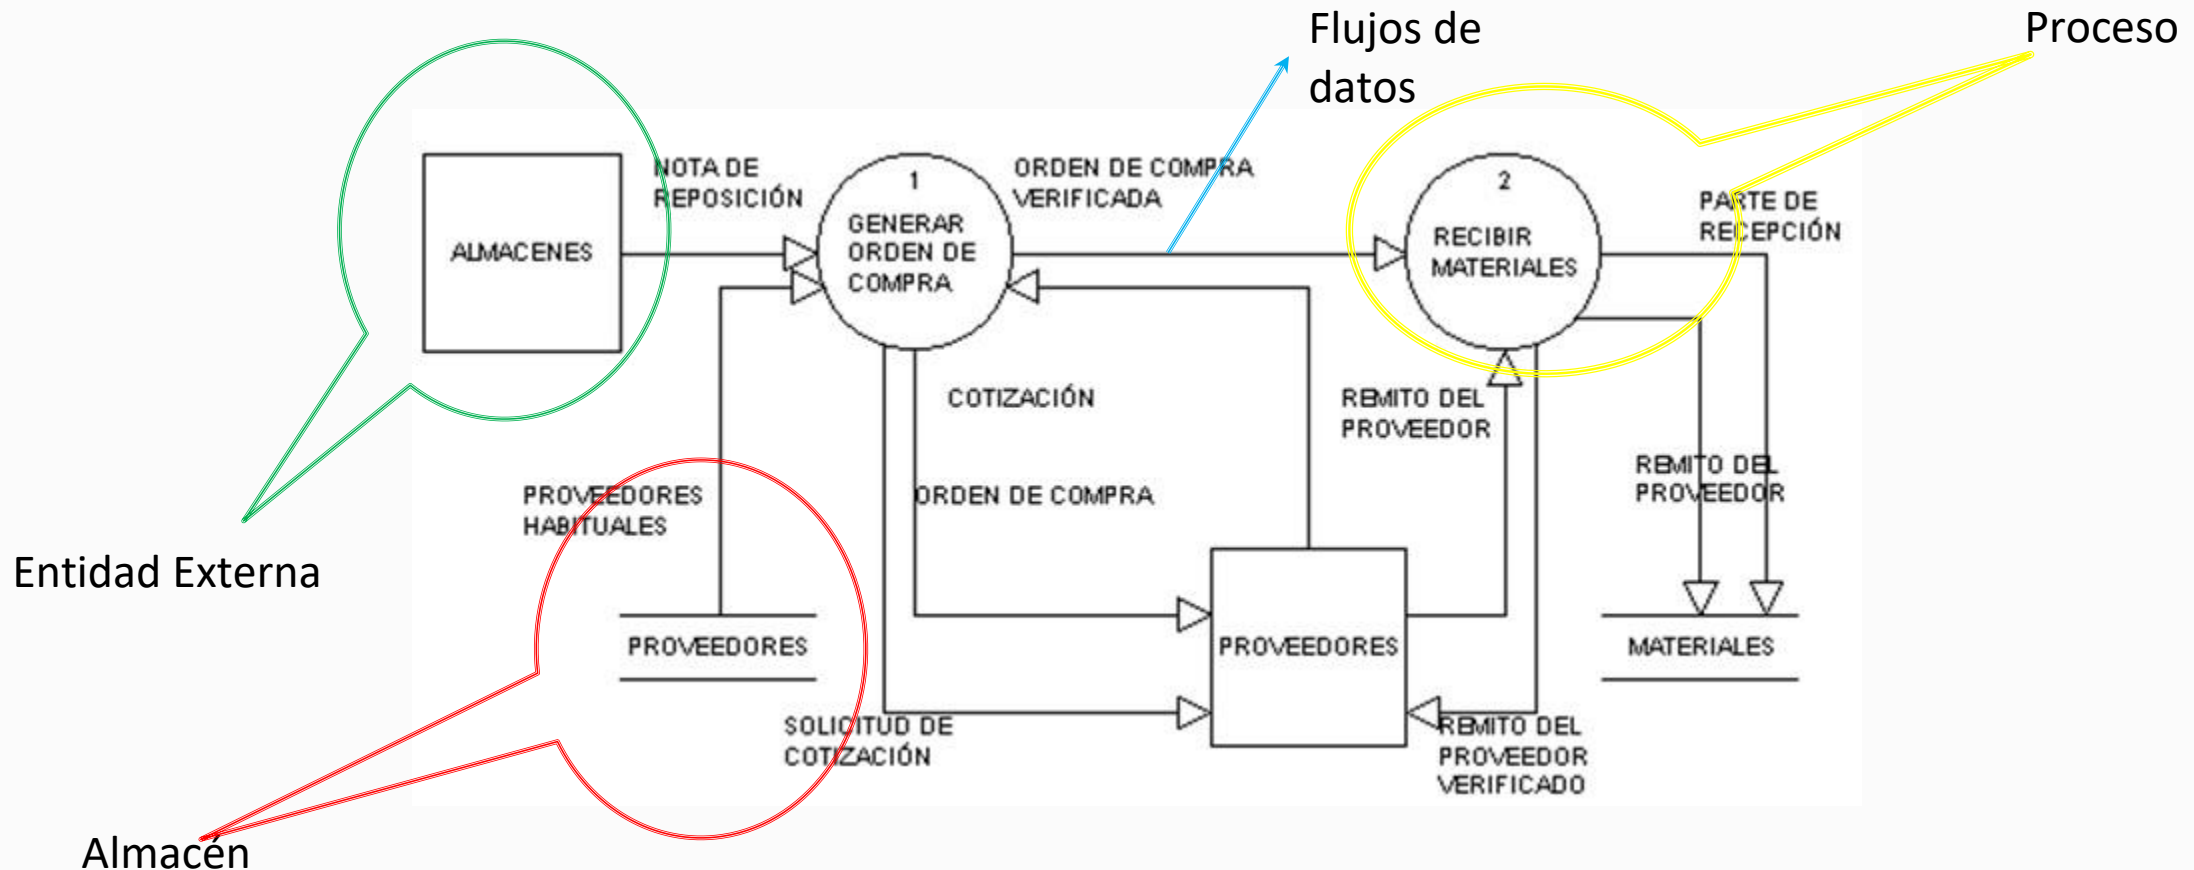 Flujos de
datos
Proceso
NOTA DE
REPOSICIÓN
1
GENERAR
ORDEN DE
COMPRA
ORDEN DE COMPRA
VERIFICADA
2
RECIBIR
MATERIALES
PARTE DE
RECEPCIÓN
ALMACENES
COTIZACIÓN
REMITO DEL
PROVEEDOR
REMITO DEL
PROVEEDOR
PROVEEDORES
HABITUALES
ORDEN DE COMPRA
Entidad Externa
PROVEEDORES
PROVEEDORES
MATERIALES
SOLICITUD DE
COTIZACIÓN
REMITO DEL
PROVEEDOR
VERIFICADO
Almacén